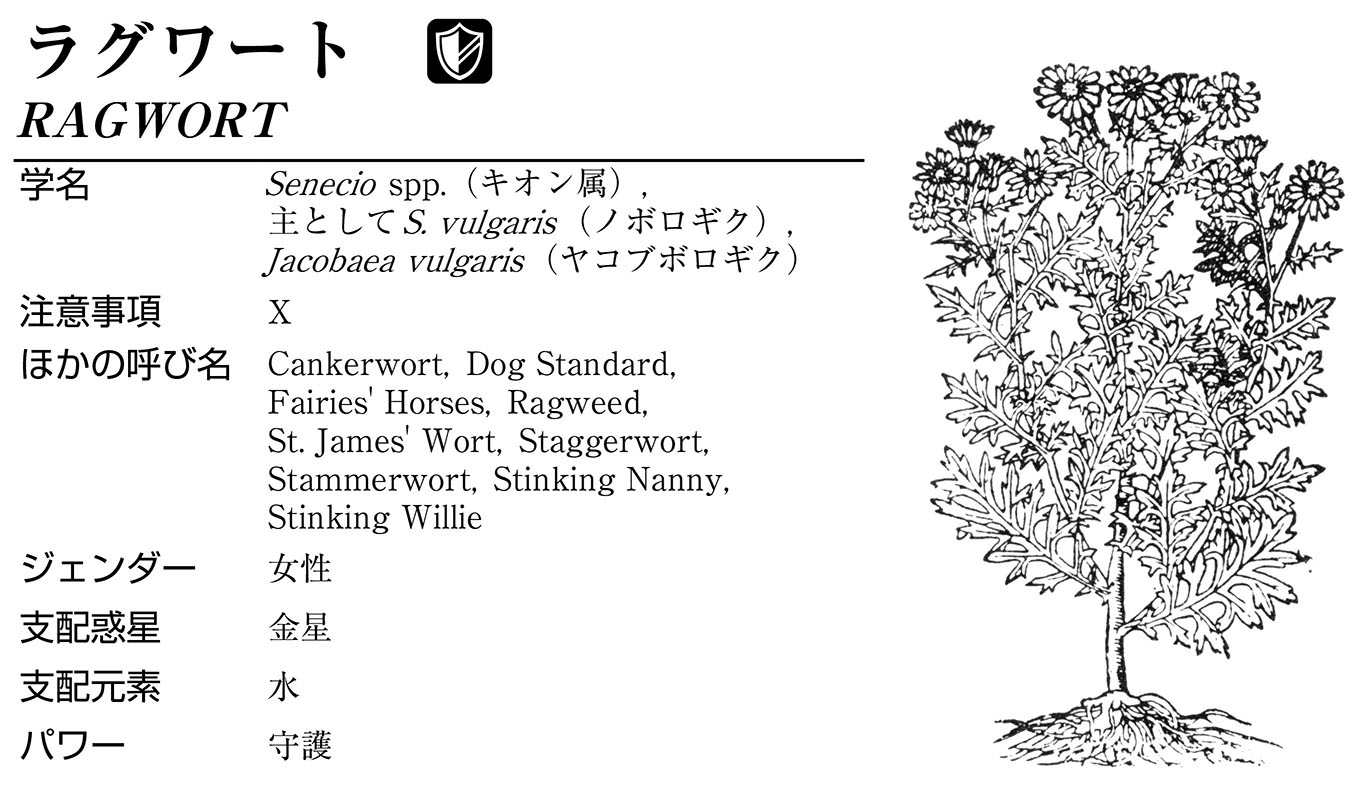 ラグワート
RAGWORT
学名 Senecio spp.（キオン属）,
主としてS. vulgaris（ノボロギク）,
Jacobaea vulgaris（ヤコブボロギク）
注意事項 X
ほかの呼び名 Cankerwort, Dog Standard,
Fairies' Horses, Ragweed,
St. James' Wort, Staggerwort,
Stammerwort, Stinking Nanny,
Stinking Willie
ジェンダー 女性
支配惑星 金星
支配元素 水
パワー 守護